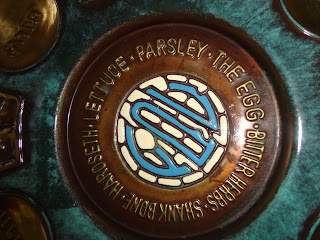 LETTUCE · PARSLEY · THE EGG · BITTER HERBS · SHANK BONE · HAROSETH ·